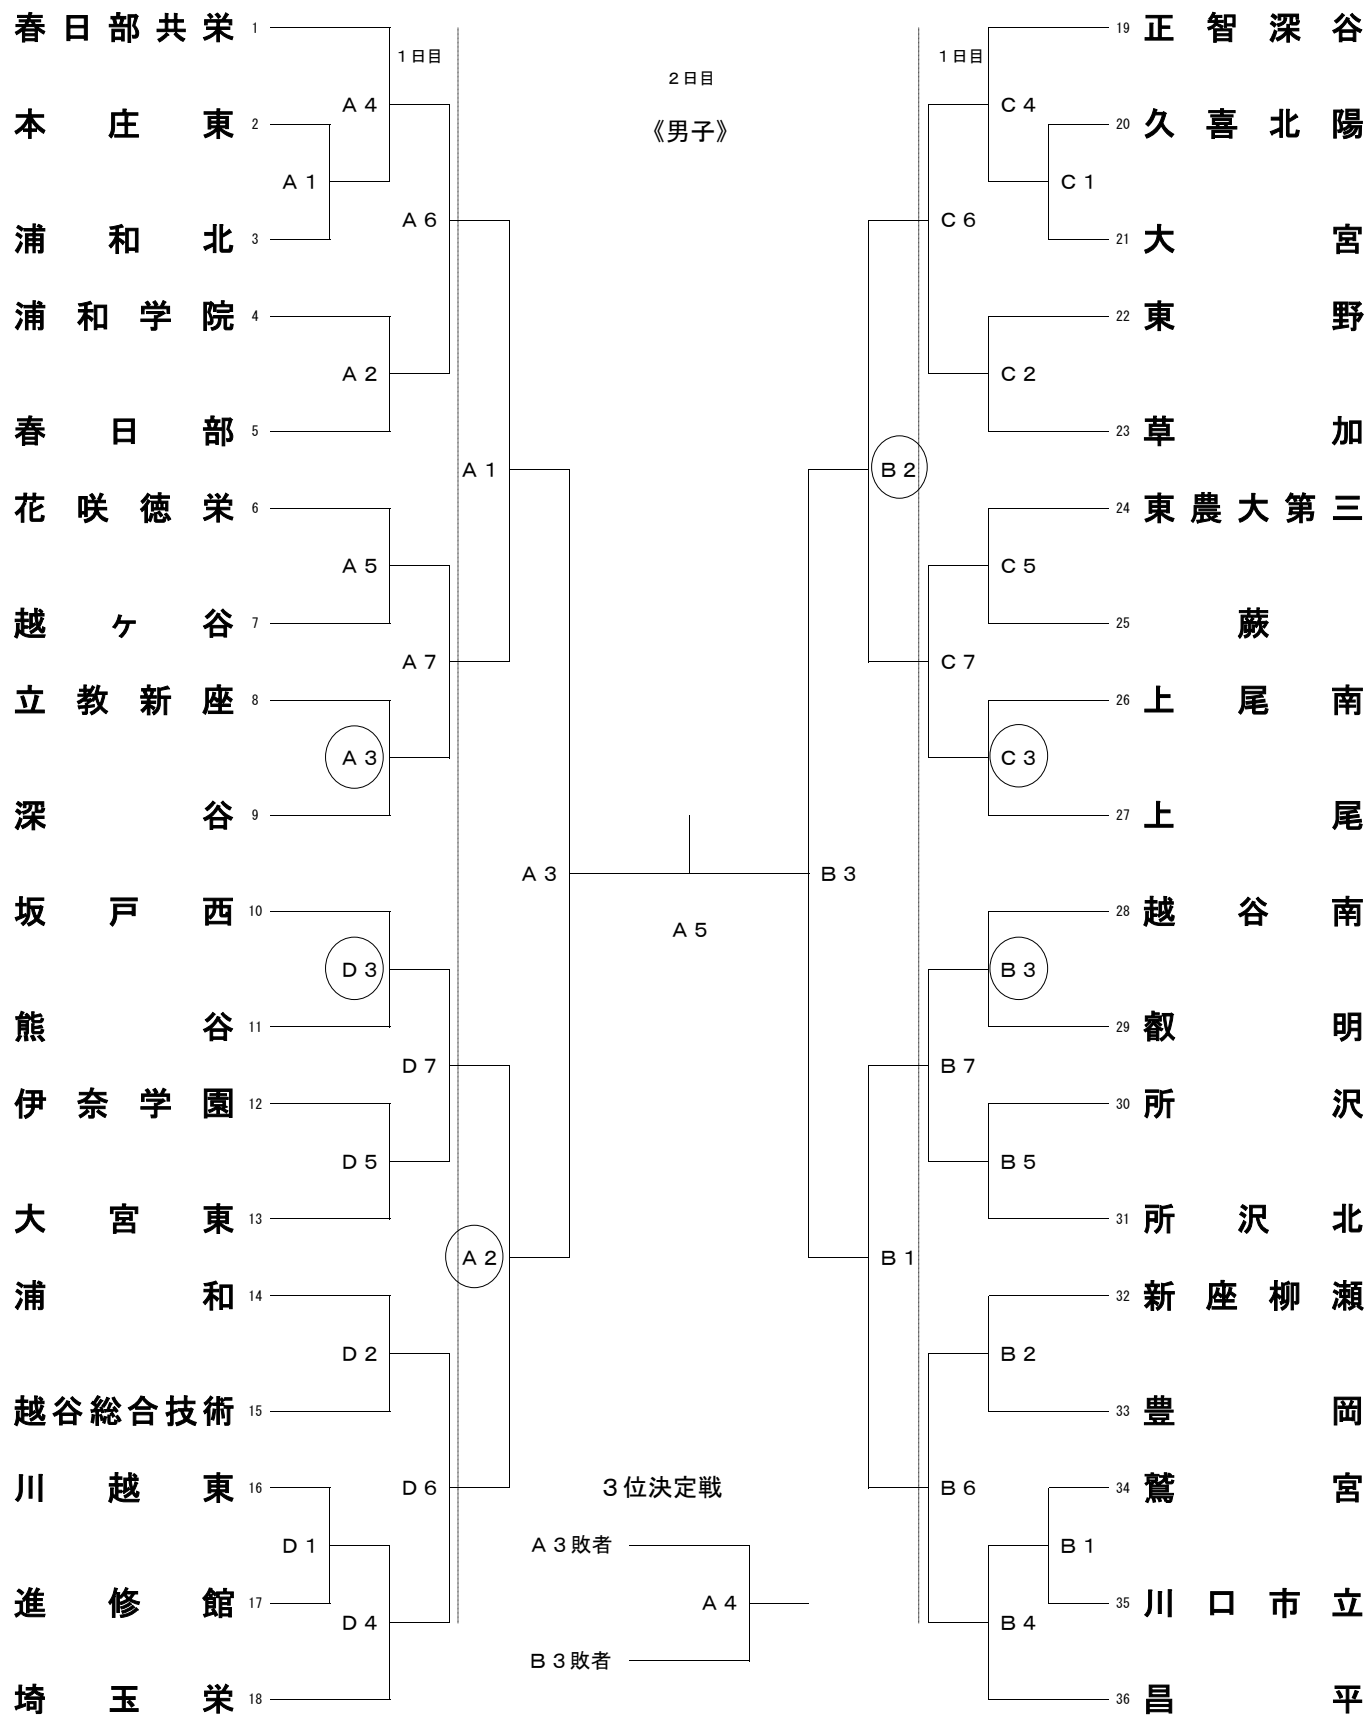 春日部共栄 1
19 正智深谷
1日目
1日目
2日目
A4
C4
本庄東 2
《男子》
20 久喜北陽
A1
C1
A6
C6
浦和北 3
21 大宮
浦和学院 4
22 東野
A2
C2
春日部 5
23 草加
A1
B2
花咲徳栄 6
24 東農大第三
A5
C5
越ヶ谷 7
25 蕨
A7
C7
立教新座 8
26 上尾南
A3
C3
深谷 9
27 上尾
A3
B3
坂戸西 10
28 越谷南
A5
D3
B3
熊谷 11
29 叡明
D7
B7
伊奈学園 12
30 所沢
D5
B5
大宮東 13
31 所沢北
A2
B1
浦和 14
32 新座柳瀬
D2
B2
越谷総合技術 15
33 豊岡
川越東 16
D6
3位決定戦
B6
34 鷲宮
D1
A3敗者
B1
進修館 17
A4
35 川口市立
D4
B4
B3敗者
埼玉栄 18
36 昌平